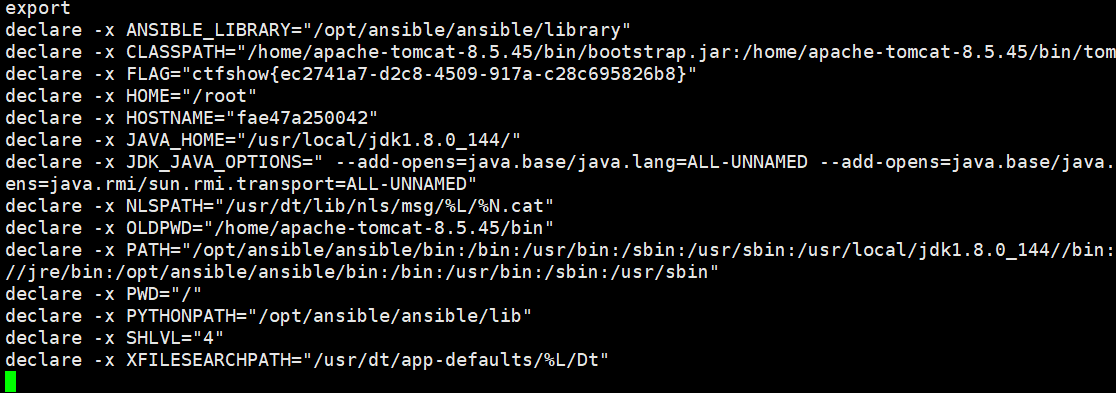 export
declare -x ANSIBLE_LIBRARY="/opt/ansible/ansible/library"
declare -x CLASSPATH="/home/apache-tomcat-8.5.45/bin/bootstrap.jar:/home/apache-tomcat-8.5.45/bin/tom
declare -x FLAG="ctfshow{ec2741a7-d2c8-4509-917a-c28c695826b8}"
declare -x HOME="/root"
declare -x HOSTNAME="fae47a250042"
declare -x JAVA_HOME="/usr/local/jdk1.8.0_144/"
declare -x JDK_JAVA_OPTIONS=" --add-opens=java.base/java.lang=ALL-UNNAMED --add-opens=java.base/java.
ens=java.rmi/sun.rmi.transport=ALL-UNNAMED"
declare -x NLSPATH="/usr/dt/lib/nls/msg/%L/%N.cat"
declare -x OLDPWD="/home/apache-tomcat-8.5.45/bin"
declare -x PATH="/opt/ansible/ansible/bin:/bin:/usr/bin:/sbin:/usr/sbin:/usr/local/jdk1.8.0_144//bin:
//jre/bin:/opt/ansible/ansible/bin:/bin:/usr/bin:/sbin:/usr/sbin"
declare -x PWD="/"
declare -x PYTHONPATH="/opt/ansible/ansible/lib"
declare -x SHLVL="4"
declare -x XFILESEARCHPATH="/usr/dt/app-defaults/%L/Dt"